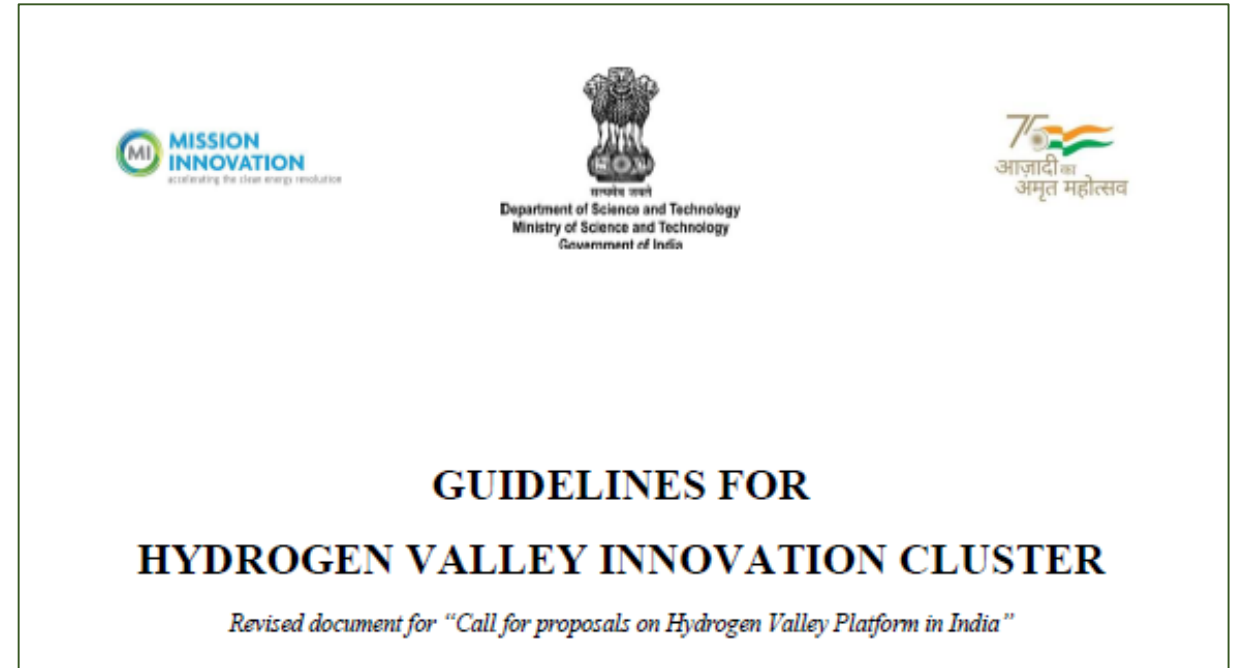 MI
MISSION
INNOVATION
accelerating the clean energy revolution
सत्यमेव जयते
Department of Science and Technology
Ministry of Science and Technology
Government of India
75
आज़ादी का
अमृत महोत्सव
GUIDELINES FOR
HYDROGEN VALLEY INNOVATION CLUSTER
Revised document for “Call for proposals on Hydrogen Valley Platform in India”